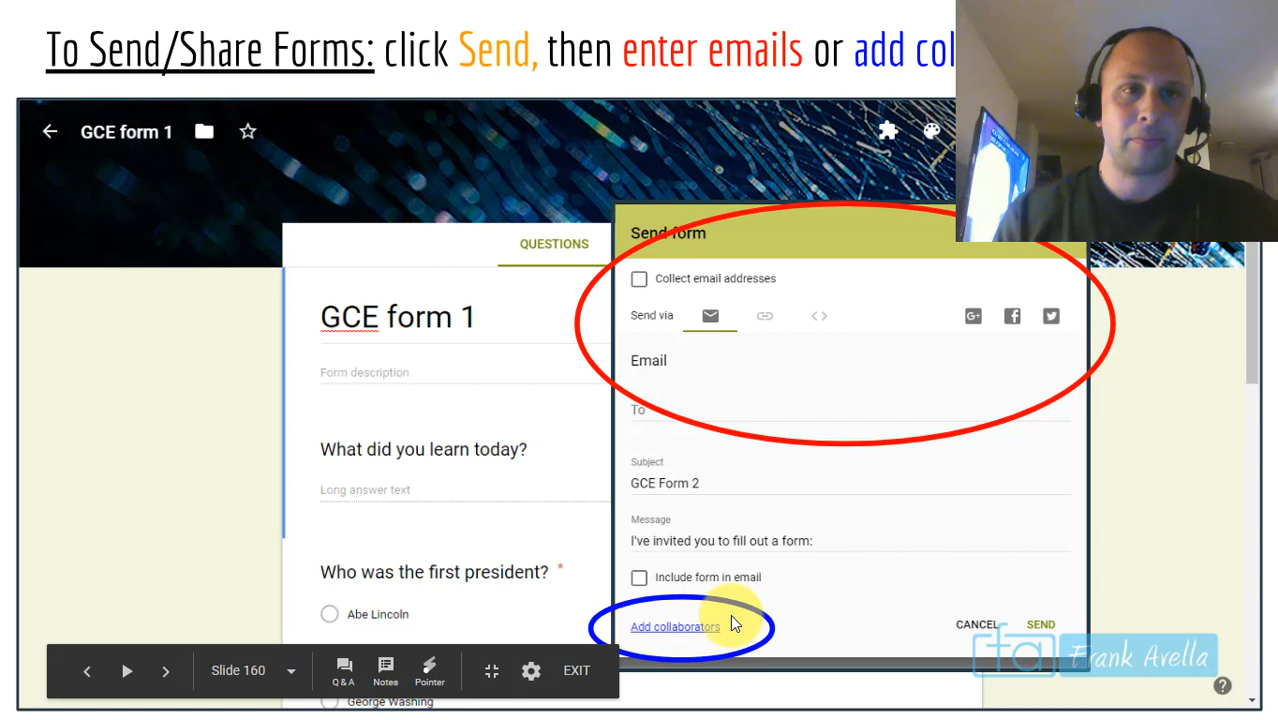 To Send/Share Forms: click Send, then enter emails or add col
GCE form 1
QUESTIONS
Send form
Collect email addresses
GCE form 1
Send via
Form description
Email
To
What did you learn today?
Subject
Long answer text
GCE Form 2
Message
I've invited you to fill out a form:
Who was the first president? *
Include form in email
Abe Lincoln
Add collaborators
CANCEL
SEND
fa Frank Avella
Slide 160
Q & A
Notes
Pointer
EXIT
George Washing